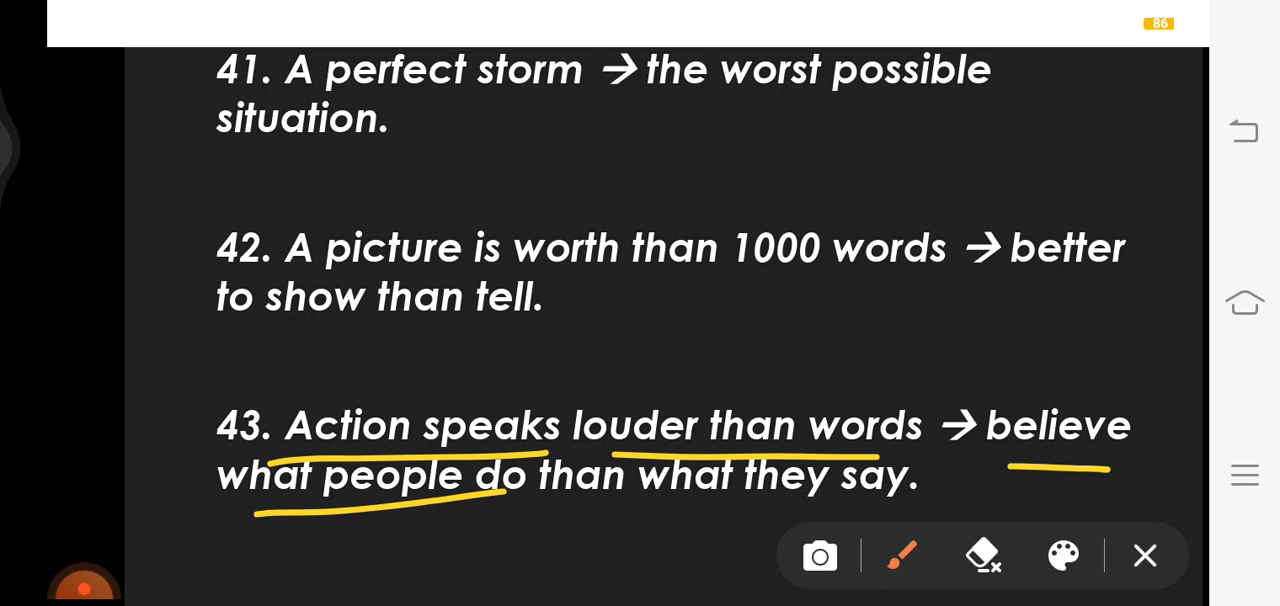 86
41. A perfect storm → the worst possible
situation.
42. A picture is worth than 1000 words → better
to show than tell.
43. Action speaks louder than words → believe
what people do than what they say.